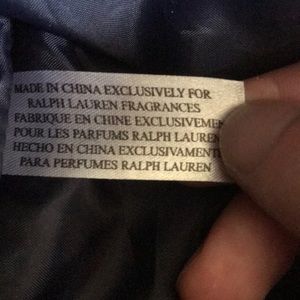 MADE IN CHINA EXCLUSIVELY FOR
RALPH LAUREN FRAGRANCES
FABRIQUE EN CHINE EXCLUSIVEMEN
POUR LES PARFUMS RALPH LAUREN
HECHO EN CHINA EXCLUSIVAMENT
PARA PERFUMES RALPH LAUREN